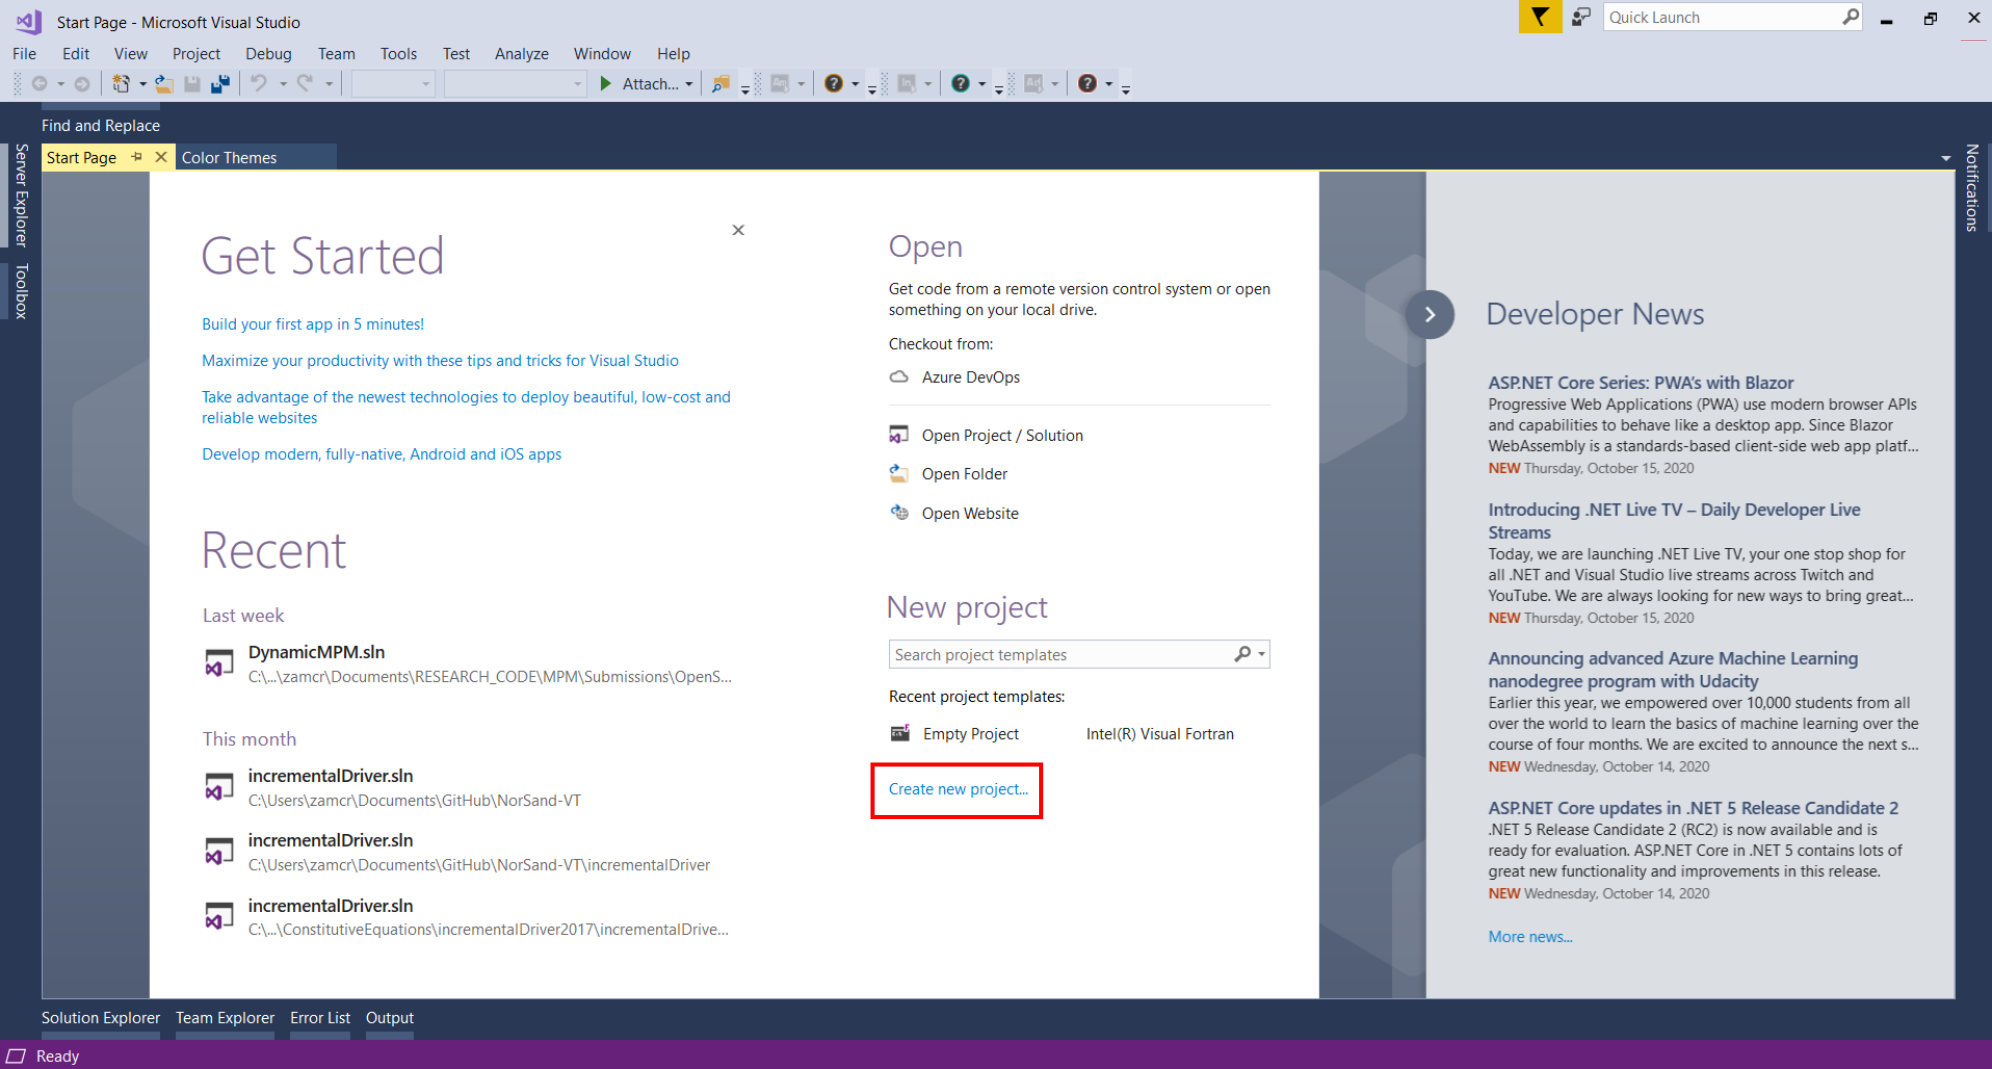 Start Page - Microsoft Visual Studio
Quick Launch
File Edit View Project Debug Team Tools Test Analyze Window Help
Attach...
Find and Replace
Start Page
Color Themes
Server Explorer
Toolbox
Notifications
Get Started
Build your first app in 5 minutes!
Maximize your productivity with these tips and tricks for Visual Studio
Take advantage of the newest technologies to deploy beautiful, low-cost and
reliable websites
Develop modern, fully-native, Android and iOS apps
Recent
Last week
DynamicMPM.sln
C:\...\zamcr\Documents\RESEARCH_CODE\MPM\Submissions\OpenS...
This month
incrementalDriver.sln
C:\Users\zamcr\Documents\GitHub\NorSand-VT
incrementalDriver.sln
C:\Users\zamcr\Documents\GitHub\NorSand-VT\incrementalDriver
incrementalDriver.sln
C:\...\ConstitutiveEquations\incrementalDriver2017\incrementalDrive...
Open
Get code from a remote version control system or open
something on your local drive.
Checkout from:
Azure DevOps
Open Project / Solution
Open Folder
Open Website
New project
Search project templates
Recent project templates:
Empty Project Intel(R) Visual Fortran
Create new project...
Developer News
ASP.NET Core Series: PWA's with Blazor
Progressive Web Applications (PWA) use modern browser APIs
and capabilities to behave like a desktop app. Since Blazor
WebAssembly is a standards-based client-side web app platf...
NEW Thursday, October 15, 2020
Introducing .NET Live TV – Daily Developer Live
Streams
Today, we are launching .NET Live TV, your one stop shop for
all .NET and Visual Studio live streams across Twitch and
YouTube. We are always looking for new ways to bring great...
NEW Thursday, October 15, 2020
Announcing advanced Azure Machine Learning
nanodegree program with Udacity
Earlier this year, we empowered over 10,000 students from all
over the world to learn the basics of machine learning over the
course of four months. We are excited to announce the next s...
NEW Wednesday, October 14, 2020
ASP.NET Core updates in .NET 5 Release Candidate 2
.NET 5 Release Candidate 2 (RC2) is now available and is
ready for evaluation. ASP.NET Core in .NET 5 contains lots of
great new functionality and improvements in this release.
NEW Wednesday, October 14, 2020
More news...
Solution Explorer Team Explorer Error List Output
Ready